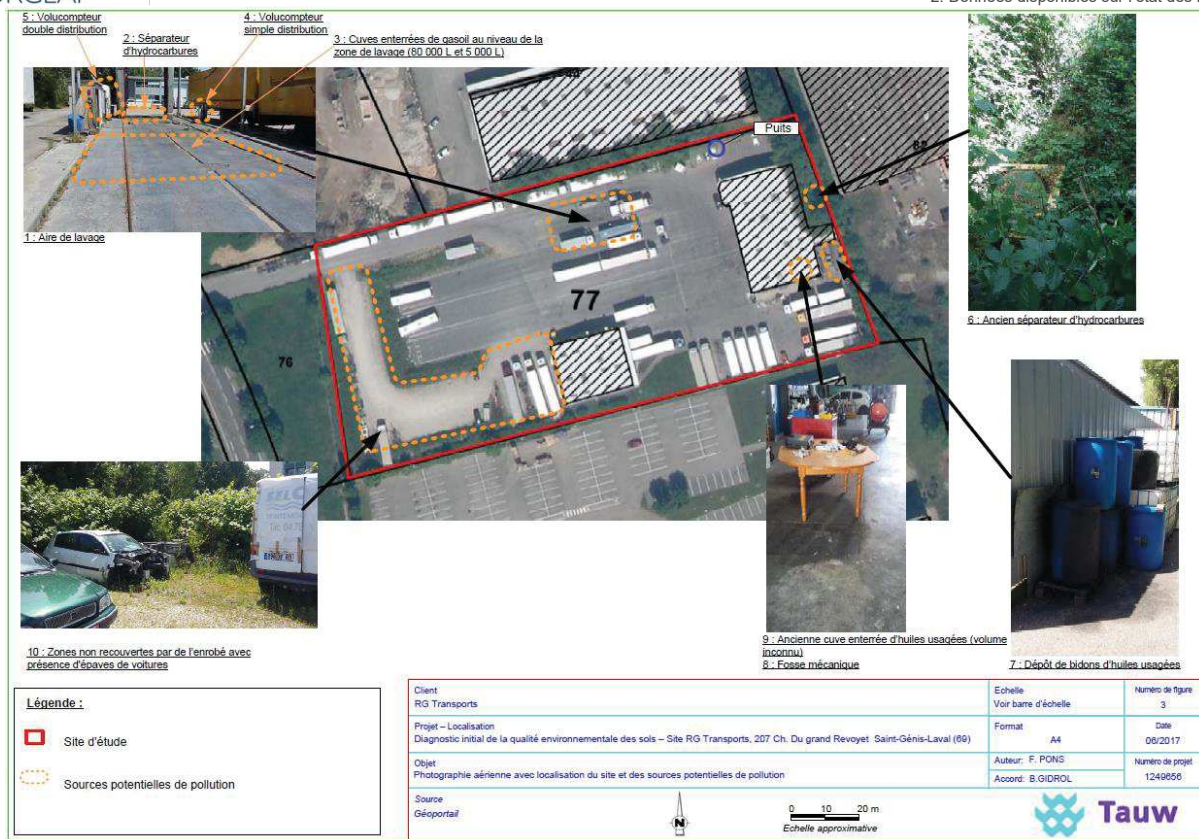 5 : Volucompteur
double distribution
2 : Séparateur
d'hydrocarbures
4 : Volucompteur
simple distribution
3 : Cuves enterrées de gasoil au niveau de la
zone de lavage (80 000 L et 5 000 L)
1 : Aire de lavage
Puits
77
76
6 : Ancien séparateur d'hydrocarbures
10 : Zones non recouvertes par de l'enrobé avec
présence d'épaves de voitures
9 : Ancienne cuve enterrée d'huiles usagées (volume
inconnu)
8 : Fosse mécanique
7 : Dépôt de bidons d'huiles usagées
Légende :
Site d'étude
Sources potentielles de pollution
Client
RG Transports
Echelle
Voir barre d'échelle
Numéro de figure
3
Projet – Localisation
Diagnostic initial de la qualité environnementale des sols – Site RG Transports, 207 Ch. Du grand Revoyet Saint-Génis-Laval (69)
Format
A4
Date
06/2017
Objet
Photographie aérienne avec localisation du site et des sources potentielles de pollution
Auteur: F. PONS
Accord: B.GIDROL
Numéro de projet
1249656
Source
Géoportail
N
0 10 20 m
Echelle approximative
Tauw